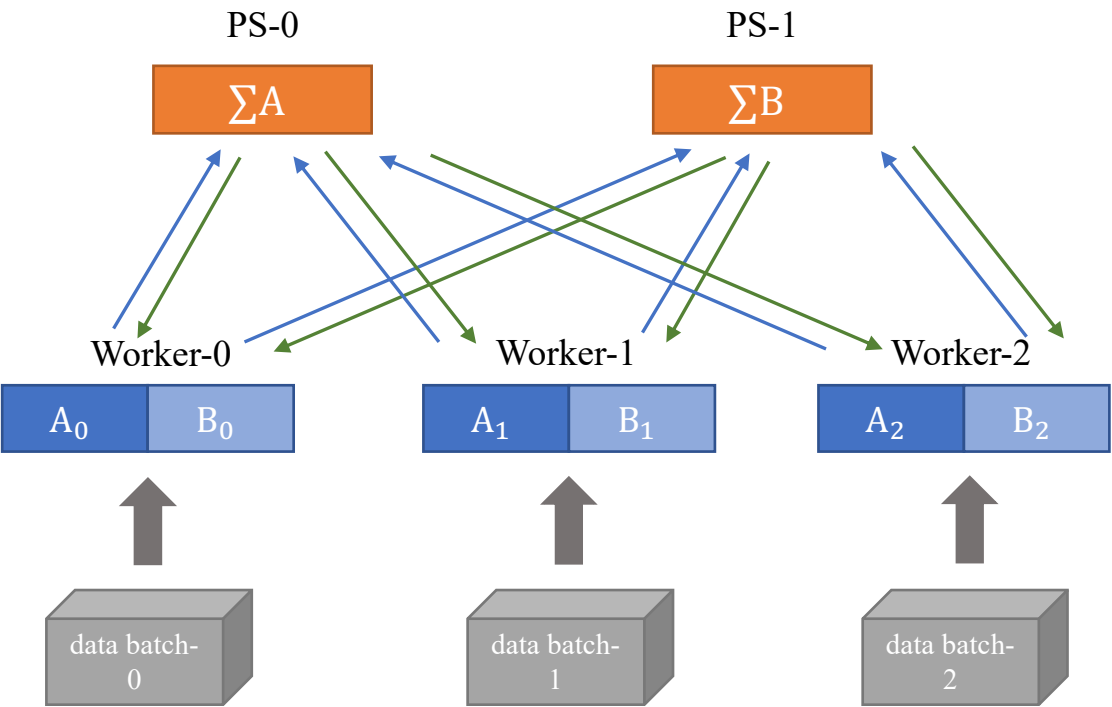 PS-0
PS-1
∑A
∑B
Worker-0
Worker-1
Worker-2
A₀
B₀
A₁
B₁
A₂
B₂
data batch-
0
data batch-
1
data batch-
2